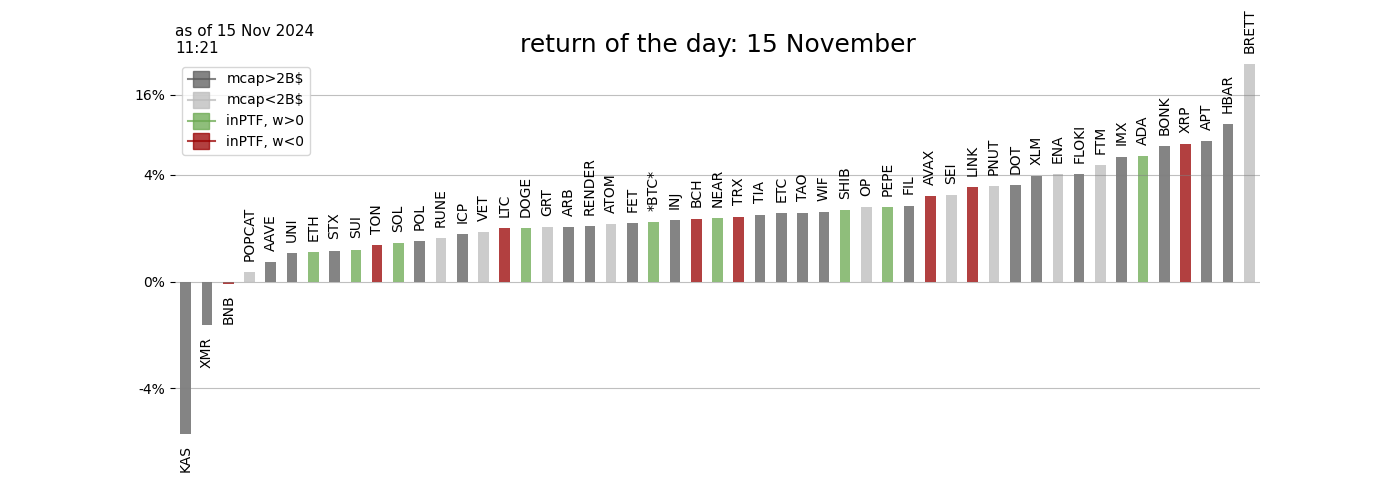 as of 15 Nov 2024
11:21
return of the day: 15 November
mcap>2B$
mcap<2B$
inPTF, w>0
inPTF, w<0
16%
4%
0%
-4%
KAS
XMR
BNB
POPCAT
AAVE
UNI
ETH
STX
SUI
TON
SOL
POL
RUNE
ICP
VET
LTC
DOGE
GRT
ARB
RENDER
ATOM
FET
*BTC*
INJ
BCH
NEAR
TRX
TIA
ETC
TAO
WIF
SHIB
OP
PEPE
FIL
AVAX
SEI
LINK
PNUT
DOT
XLM
ENA
FLOKI
FTM
IMX
ADA
BONK
XRP
APT
HBAR
BRETT